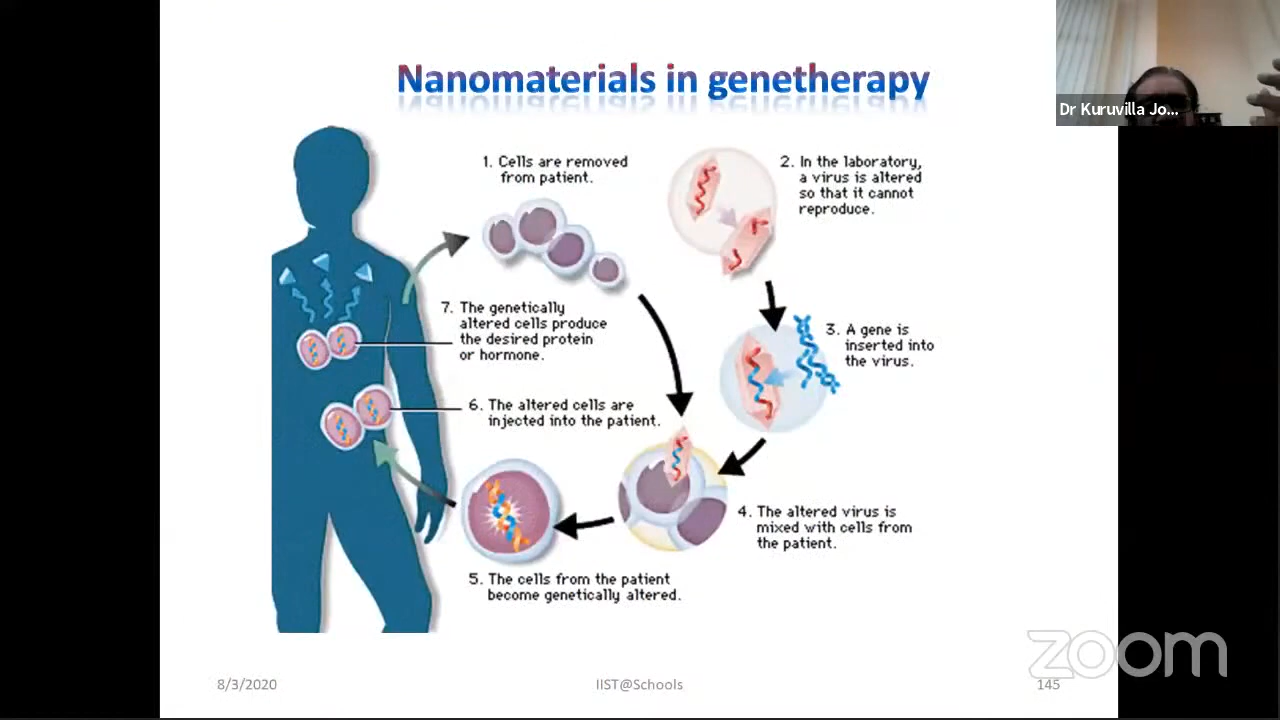 Nanomaterials in genetherapy
Dr Kuruvilla Jo...
1. Cells are removed
from patient.
2. In the laboratory,
a virus is altered
so that it cannot
reproduce.
7. The genetically
altered cells produce
the desired protein
or hormone.
3. A gene is
inserted into
the virus.
6. The altered cells are
injected into the patient.
4. The altered virus is
mixed with cells from
the patient.
5. The cells from the patient
become genetically altered.
zoom
8/3/2020
IIST@Schools
145